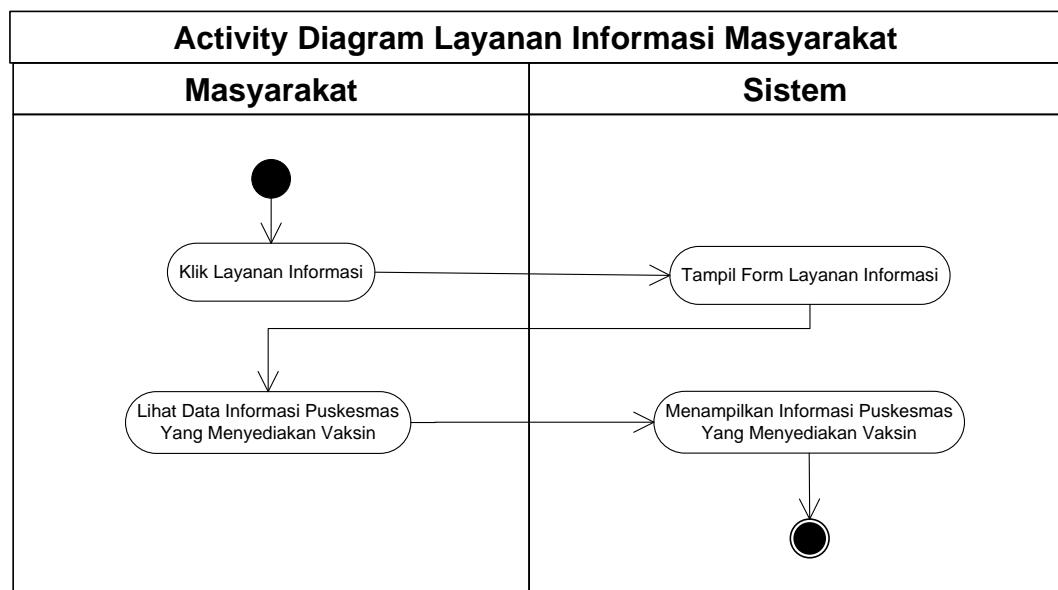 Activity Diagram Layanan Informasi Masyarakat
Masyarakat
Sistem
Klik Layanan Informasi
Tampil Form Layanan Informasi
Lihat Data Informasi Puskesmas
Yang Menyediakan Vaksin
Menampilkan Informasi Puskesmas
Yang Menyediakan Vaksin